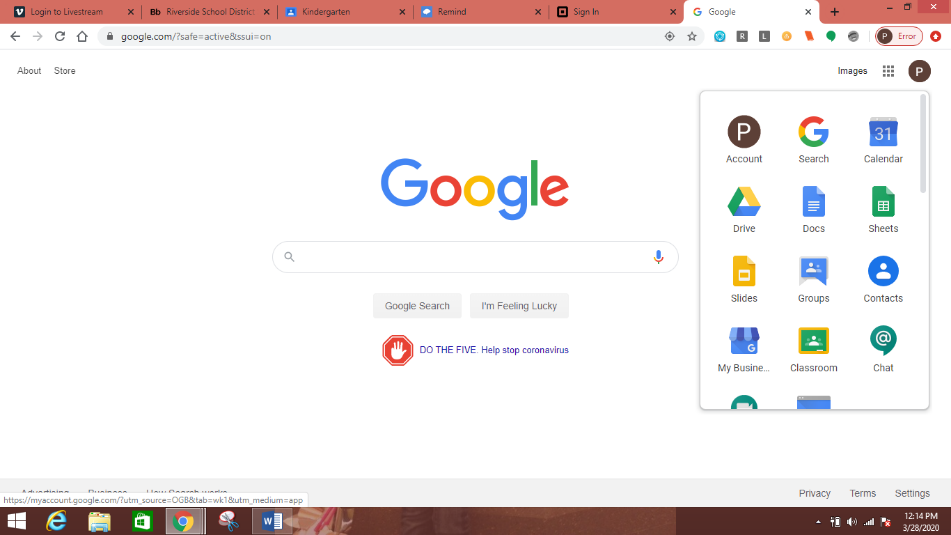 Login to Livestream
Bb Riverside School District
Kindergarten
Remind
Sign In
Google
google.com/?safe=active&ssui=on
R
L
P Error
About Store
Images
P
P
Account
Search
31
Calendar
Drive
Docs
Sheets
Slides
Groups
Contacts
G
My Busine...
Classroom
@
Chat
Google
Google Search
I'm Feeling Lucky
DO THE FIVE. Help stop coronavirus
Advertising Business How Search works
Privacy Terms Settings
https://myaccount.google.com/?utm_source=OGB&tab=wk1&utm_medium=app
12:14 PM
3/28/2020